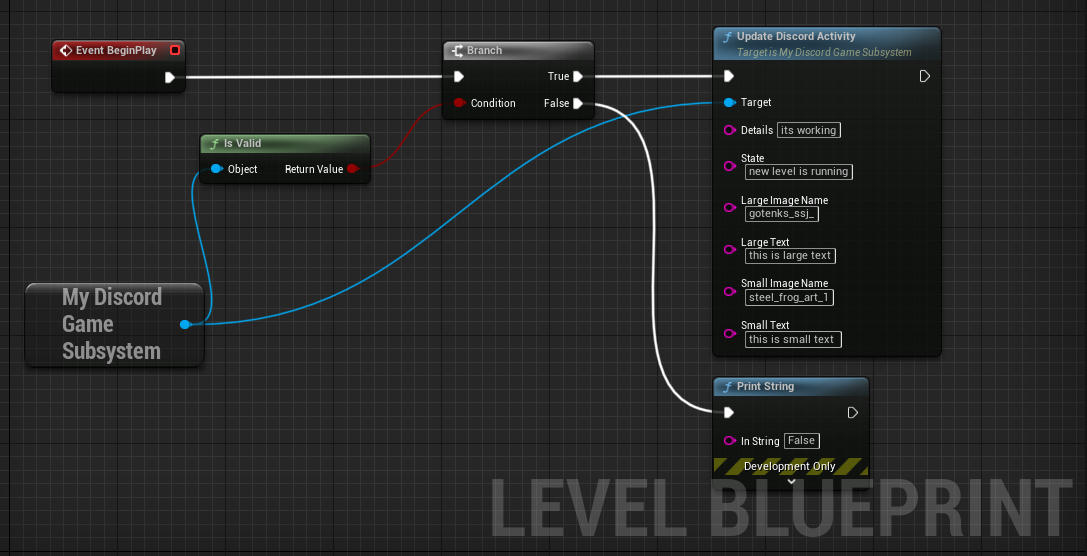 Event BeginPlay
Branch
True
Condition
False
Is Valid
Object
Return Value
My Discord
Game
Subsystem
Update Discord Activity
Target is My Discord Game Subsystem
Target
Details its working
State
new level is running
Large Image Name
gotenks_ssj_
Large Text
this is large text
Small Image Name
steel_frog_art_1
Small Text
this is small text
Print String
In String False
Development Only
LEVEL BLUEPRINT